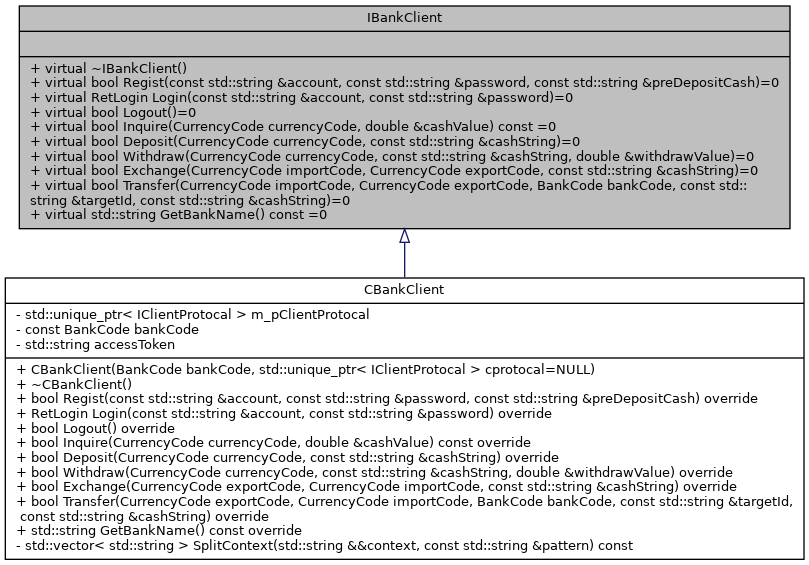 IBankClient
+ virtual ~IBankClient()
+ virtual bool Regist(const std::string &account, const std::string &password, const std::string &preDepositCash)=0
+ virtual RetLogin Login(const std::string &account, const std::string &password)=0
+ virtual bool Logout()=0
+ virtual bool Inquire(CurrencyCode currencyCode, double &cashValue) const =0
+ virtual bool Deposit(CurrencyCode currencyCode, const std::string &cashString)=0
+ virtual bool Withdraw(CurrencyCode currencyCode, const std::string &cashString, double &withdrawValue)=0
+ virtual bool Exchange(CurrencyCode importCode, CurrencyCode exportCode, const std::string &cashString)=0
+ virtual bool Transfer(CurrencyCode importCode, CurrencyCode exportCode, BankCode bankCode, const std::
string &targetId, const std::string &cashString)=0
+ virtual std::string GetBankName() const =0
CBankClient
- std::unique_ptr< IClientProtocal > m_pClientProtocal
- const BankCode bankCode
- std::string accessToken
+ CBankClient(BankCode bankCode, std::unique_ptr< IClientProtocal > cprotocal=NULL)
+ ~CBankClient()
+ bool Regist(const std::string &account, const std::string &password, const std::string &preDepositCash) override
+ RetLogin Login(const std::string &account, const std::string &password) override
+ bool Logout() override
+ bool Inquire(CurrencyCode currencyCode, double &cashValue) const override
+ bool Deposit(CurrencyCode currencyCode, const std::string &cashString) override
+ bool Withdraw(CurrencyCode currencyCode, const std::string &cashString, double &withdrawValue) override
+ bool Exchange(CurrencyCode exportCode, CurrencyCode importCode, const std::string &cashString) override
+ bool Transfer(CurrencyCode exportCode, CurrencyCode importCode, BankCode bankCode, const std::string &targetId,
const std::string &cashString) override
+ std::string GetBankName() const override
- std::vector< std::string > SplitContext(std::string &&context, const std::string &pattern) const